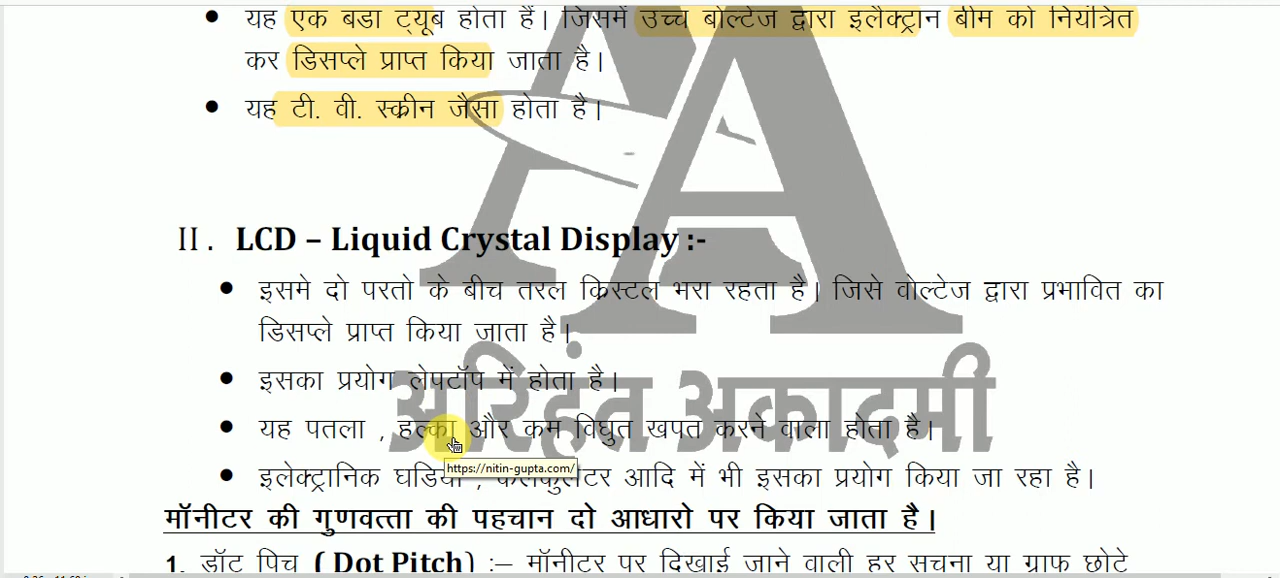 • यह एक बडा ट्यूब होता हैं। जिसमें उच्च बोल्टेज द्वारा इलैक्ट्रान बीम को नियंत्रित
कर डिसप्ले प्राप्त किया जाता है।
• यह टी. वी. स्क्रीन जैसा होता है।
II. LCD – Liquid Crystal Display :-
• इसमे दो परतो के बीच तरल क्रिस्टल भरा रहता है। जिसे वोल्टेज द्वारा प्रभावित का
डिसप्ले प्राप्त किया जाता है।
• इसका प्रयोग लेपटॉप में होता है।
अरिहंत अकादमी
• यह पतला , हल्का और कम विघुत खपत करने वाला होता है।
https://nitin-gupta.com/
• इलेक्ट्रानिक घडिया , कैलकुलेटर आदि में भी इसका प्रयोग किया जा रहा है।
मॉनीटर की गुणवत्ता की पहचान दो आधारो पर किया जाता है।
1. डॉट पिच ( Dot Pitch) :– मॉनीटर पर दिखाई जाने वाली हर सूचना या ग्राफ छोटे